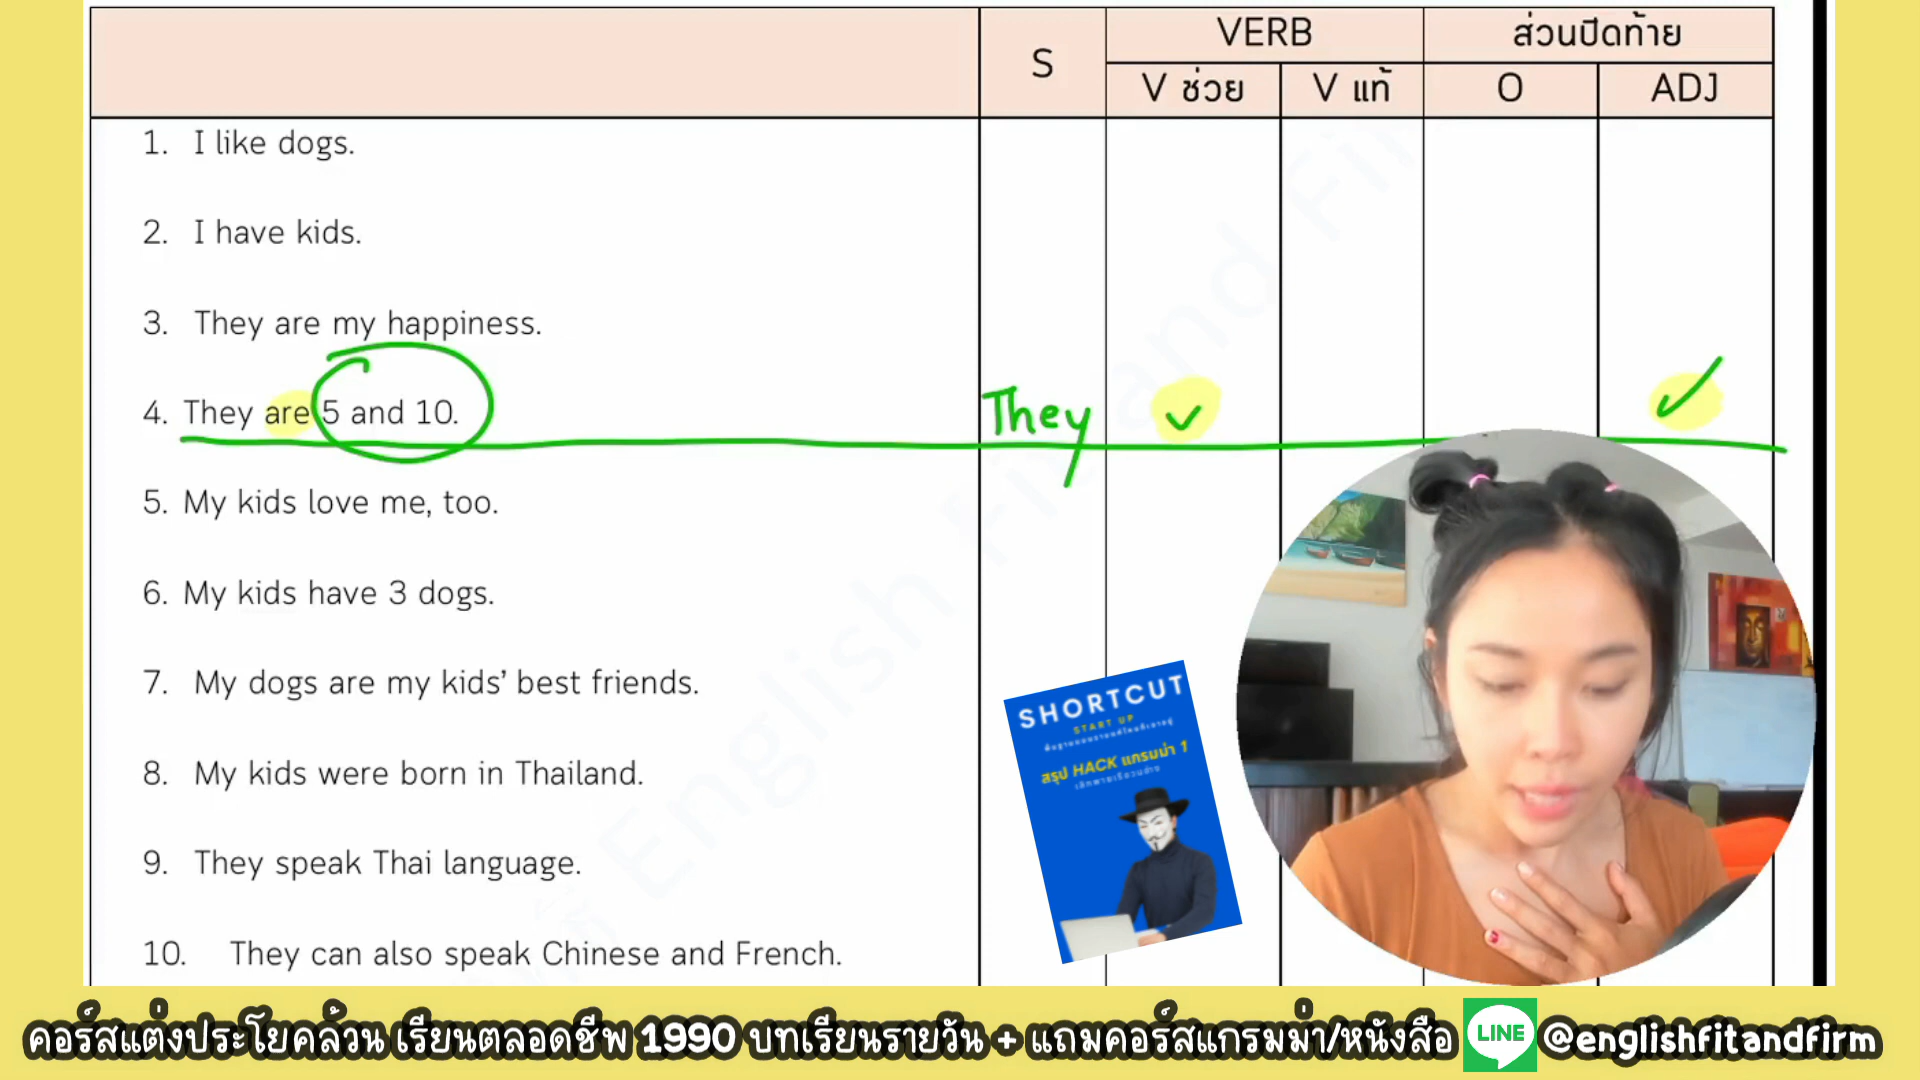 S
VERB
ส่วนปิดท้าย
V ช่วย
V แท้
O
ADJ
1. I like dogs.
2. I have kids.
3. They are my happiness.
4. They are 5 and 10.
They
5. My kids love me, too.
6. My kids have 3 dogs.
7. My dogs are my kids' best friends.
8. My kids were born in Thailand.
9. They speak Thai language.
10. They can also speak Chinese and French.
English Fit and Fir
SHORTCUT
START UP
สรุป HACK แกรมม่า 1
คอร์สแต่งประโยคล้วน เรียนตลอดชีพ 1990 บทเรียนรายวัน + แถมคอร์สแกรมม่า/หนังสือ LINE @englishfitandfirm